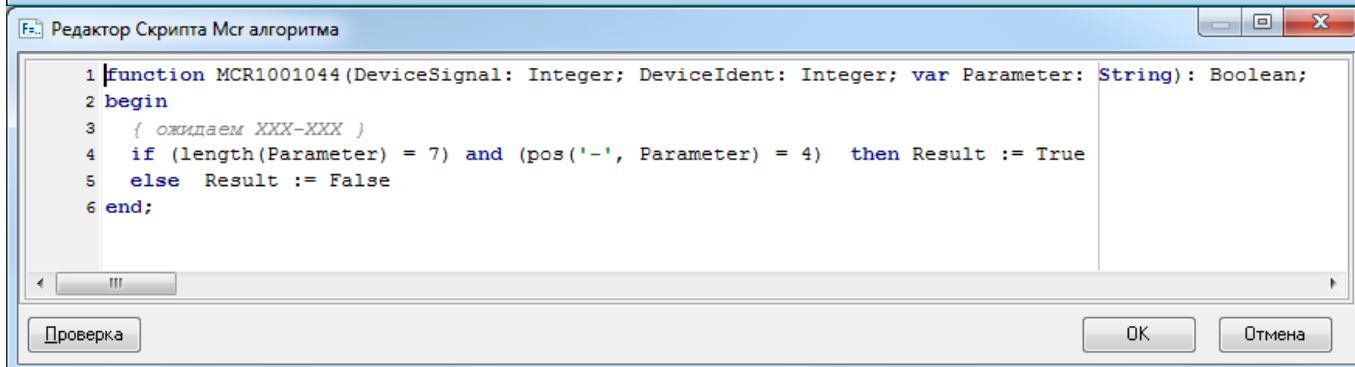 Редактор Скрипта Mcr алгоритма
1 function MCR1001044(DeviceSignal: Integer; DeviceIdent: Integer; var Parameter: String): Boolean;
2 begin
3   { ожидаем XXX-XXX }
4   if (length(Parameter) = 7) and (pos('-', Parameter) = 4)  then Result := True
5   else  Result := False
6 end;
Проверка OK Отмена